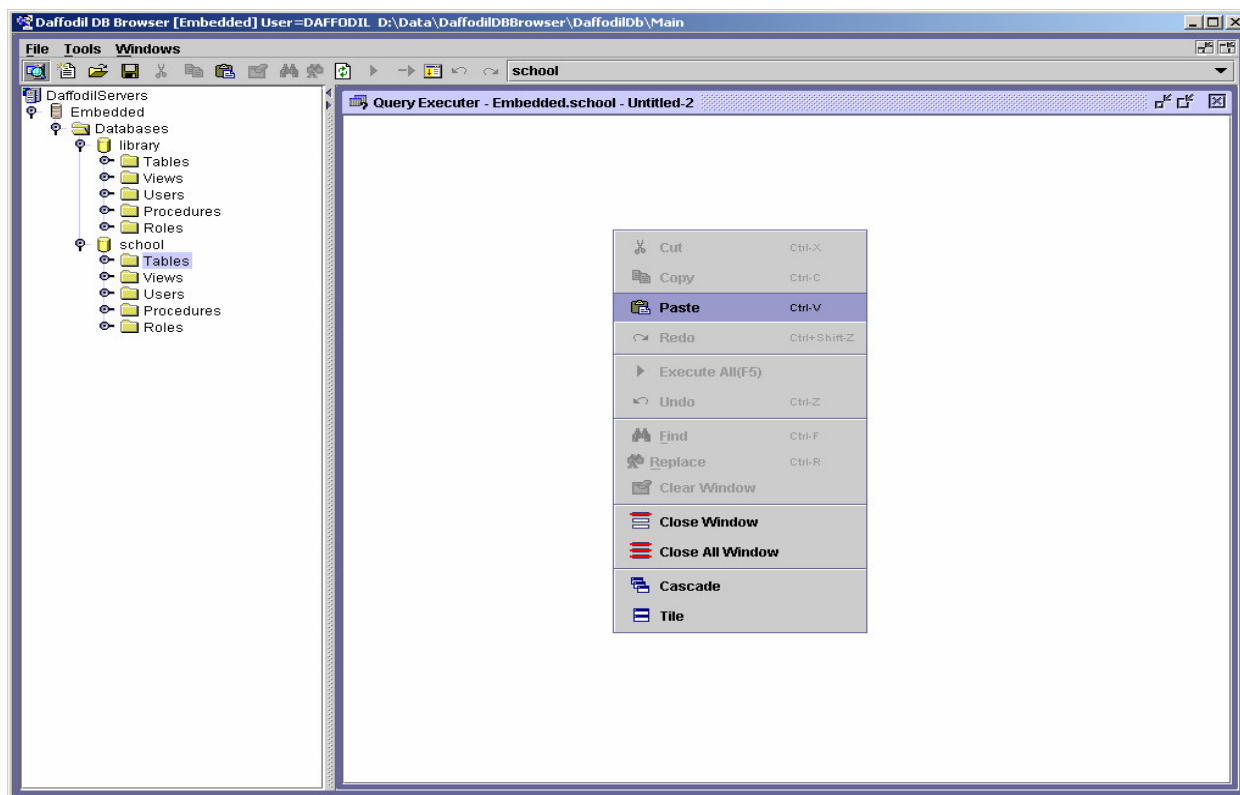 Daffodil DB Browser [Embedded] User=DAFFODIL D:\Data\DaffodilDBBrowser\DaffodilDb\Main
File Tools Windows
school
DaffodilServers
Embedded
Databases
library
Tables
Views
Users
Procedures
Roles
school
Tables
Views
Users
Procedures
Roles
Query Executer - Embedded.school - Untitled-2
Cut Ctrl-X
Copy Ctrl-C
Paste Ctrl-V
Redo Ctrl+Shift-Z
Execute All(F5)
Undo Ctrl-Z
Find Ctrl-F
Replace Ctrl-R
Clear Window
Close Window
Close All Window
Cascade
Tile